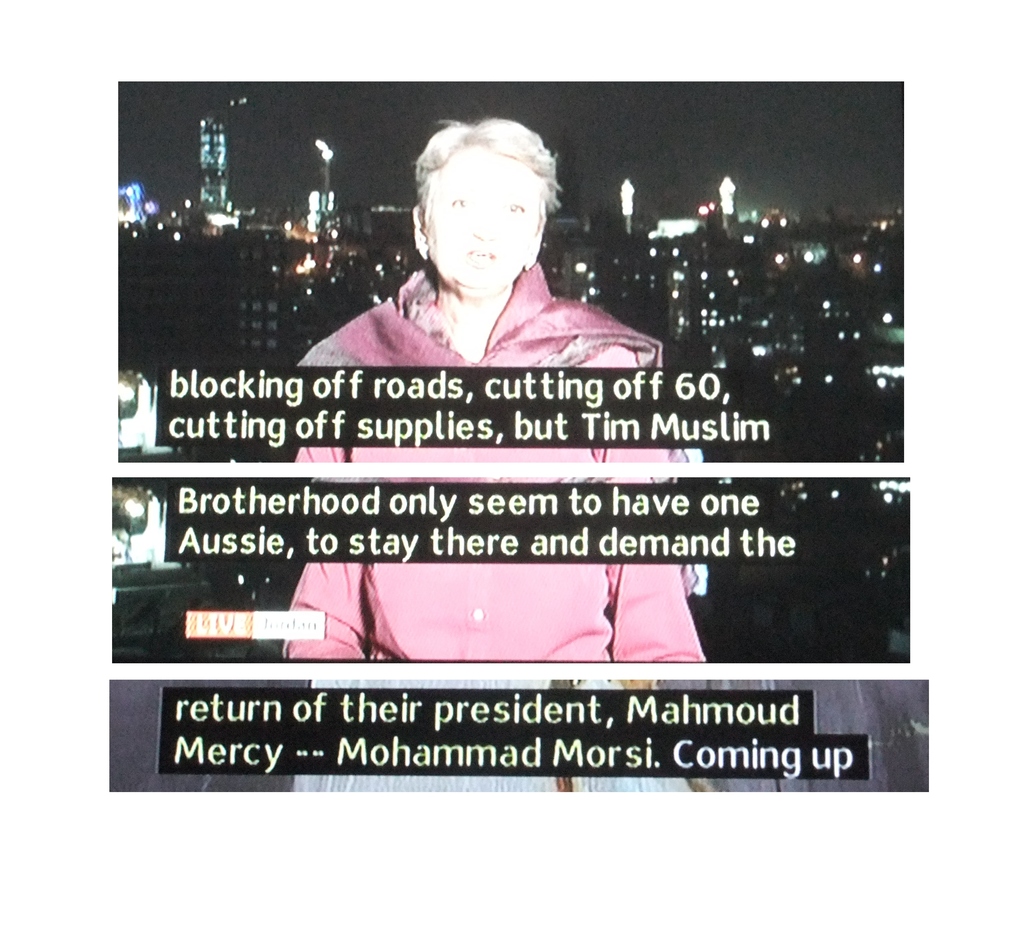 blocking off roads, cutting off 60,
cutting off supplies, but Tim Muslim
Brotherhood only seem to have one
Aussie, to stay there and demand the
LIVE Jordan
return of their president, Mahmoud
Mercy -- Mohammad Morsi. Coming up